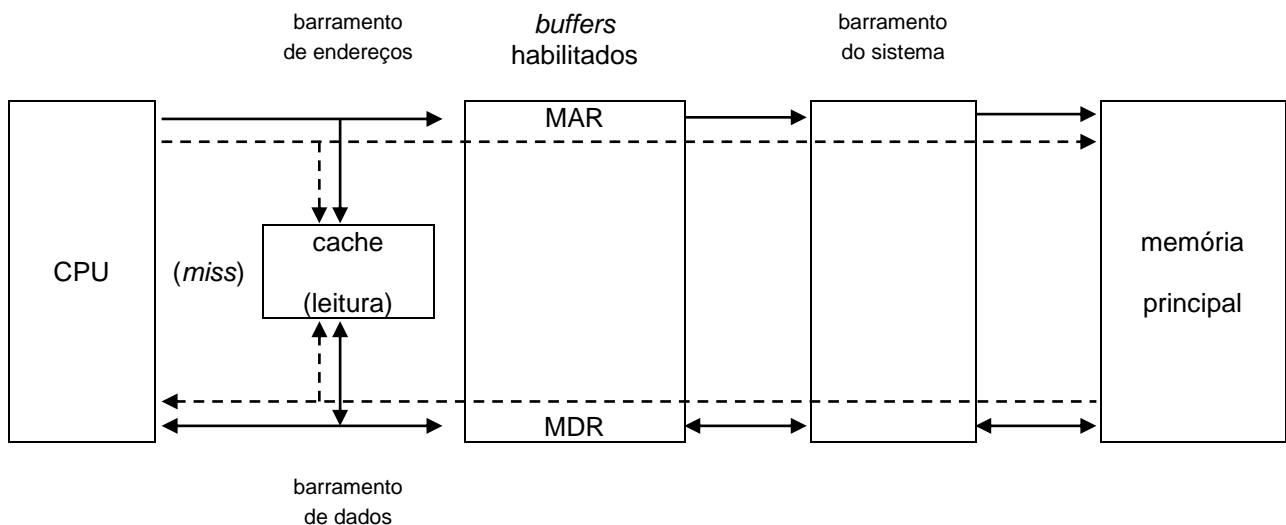 barramento
de endereços
buffers
habilitados
barramento
do sistema
MAR
CPU
(miss)
cache
(leitura)
memória
principal
MDR
barramento
de dados